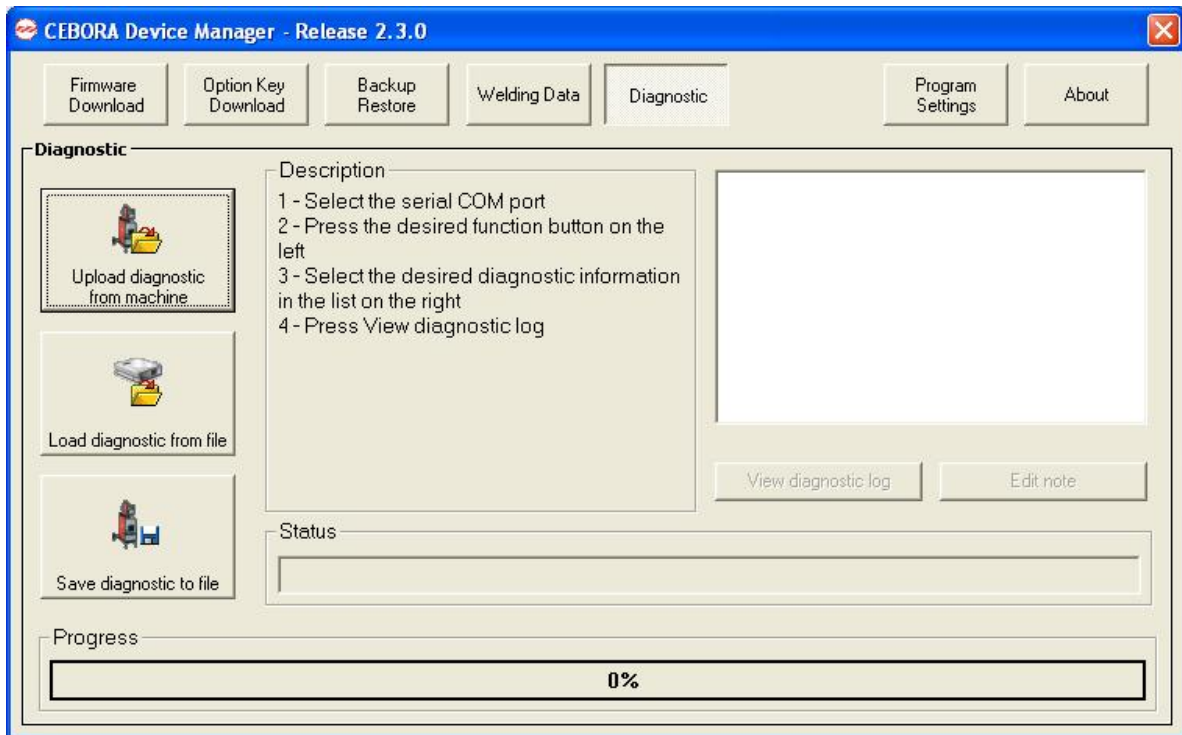 CEBORA Device Manager - Release 2.3.0
Firmware
Download
Option Key
Download
Backup
Restore
Welding Data
Diagnostic
Program
Settings
About
Diagnostic
Upload diagnostic
from machine
Load diagnostic from file
Save diagnostic to file
Description
1 - Select the serial COM port
2 - Press the desired function button on the
left
3 - Select the desired diagnostic information
in the list on the right
4 - Press View diagnostic log
View diagnostic log
Edit note
Status
Progress
0%